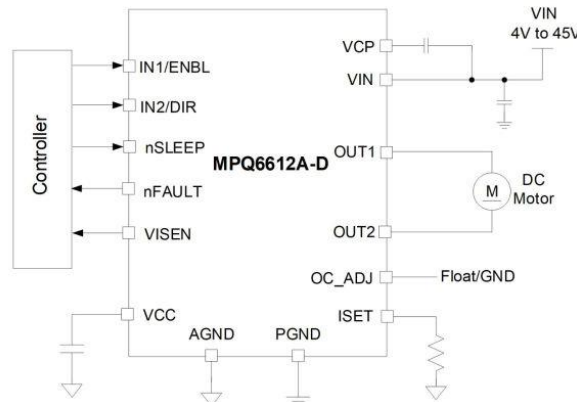 Controller
IN1/ENBL
IN2/DIR
nSLEEP
nFAULT
VISEN
VCC
AGND
PGND
MPQ6612A-D
VCP
VIN
OUT1
OUT2
OC_ADJ
ISET
VIN
4V to 45V
M
DC
Motor
Float/GND